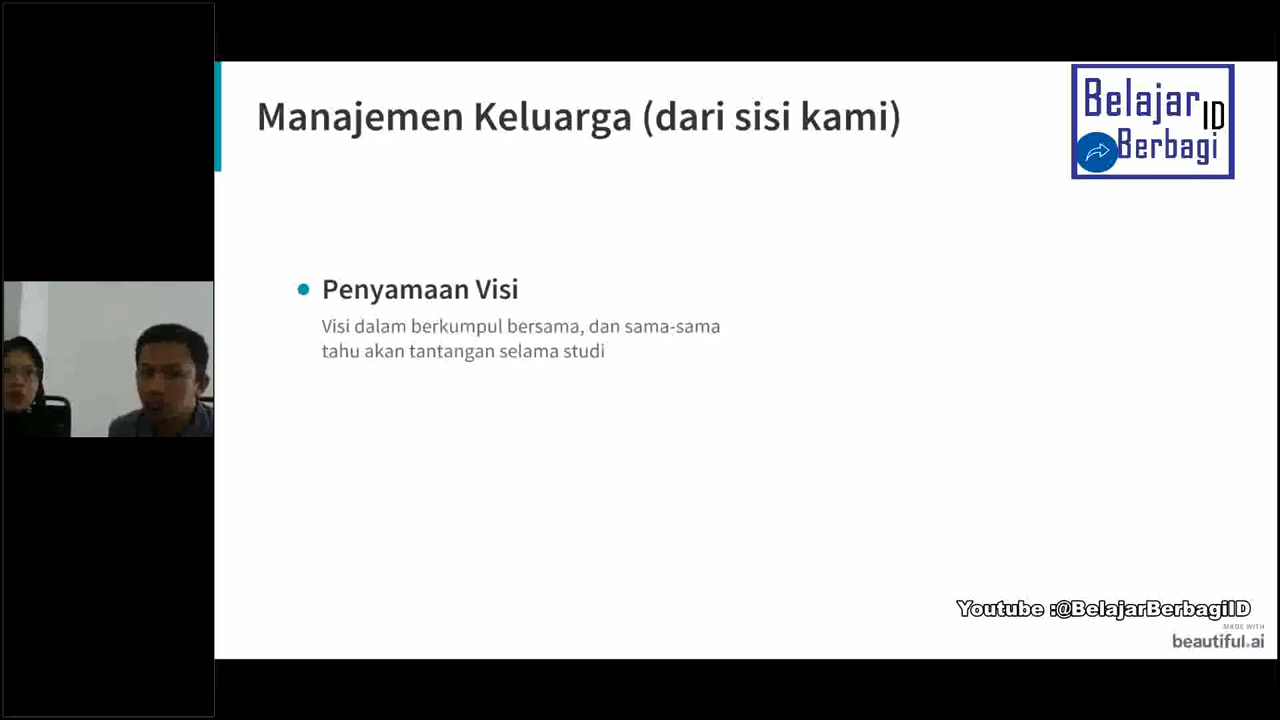 Manajemen Keluarga (dari sisi kami)
Belajar ID
Berbagi
Penyamaan Visi
Visi dalam berkumpul bersama, dan sama-sama
tahu akan tantangan selama studi
Youtube :@BelajarBerbagiID
MADE WITH
beautiful.ai